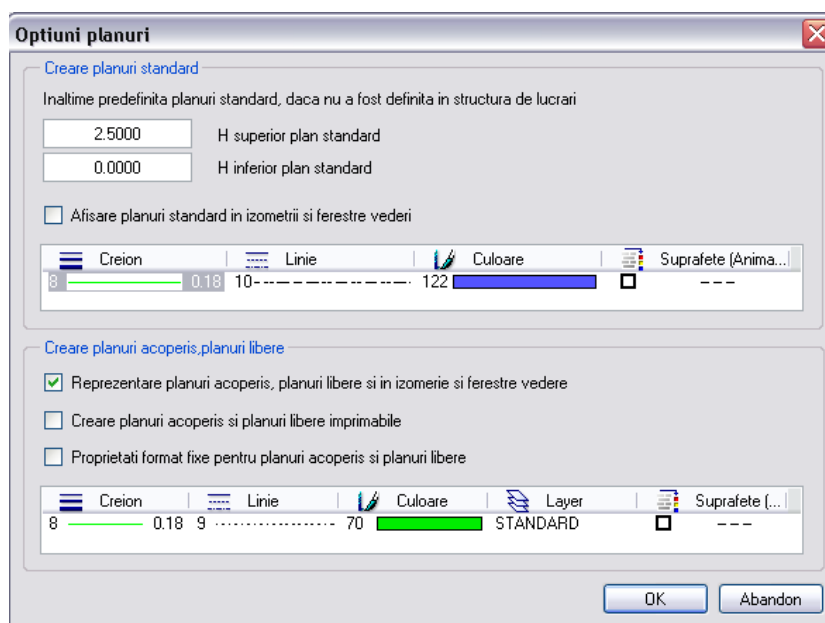 Optiuni planuri
Creare planuri standard
Inaltime predefinita planuri standard, daca nu a fost definita in structura de lucrari
2.5000 H superior plan standard
0.0000 H inferior plan standard
Afisare planuri standard in izometrii si ferestre vederi
Creion Linie Culoare Suprafete (Anima...
8 0.18 10 122 ---
Creare planuri acoperis,planuri libere
Reprezentare planuri acoperis, planuri libere si in izomerie si ferestre vedere
Creare planuri acoperis si planuri libere imprimabile
Proprietati format fixe pentru planuri acoperis si planuri libere
Creion Linie Culoare Layer Suprafete (...
8 0.18 9 70 STANDARD ---
OK Abandon